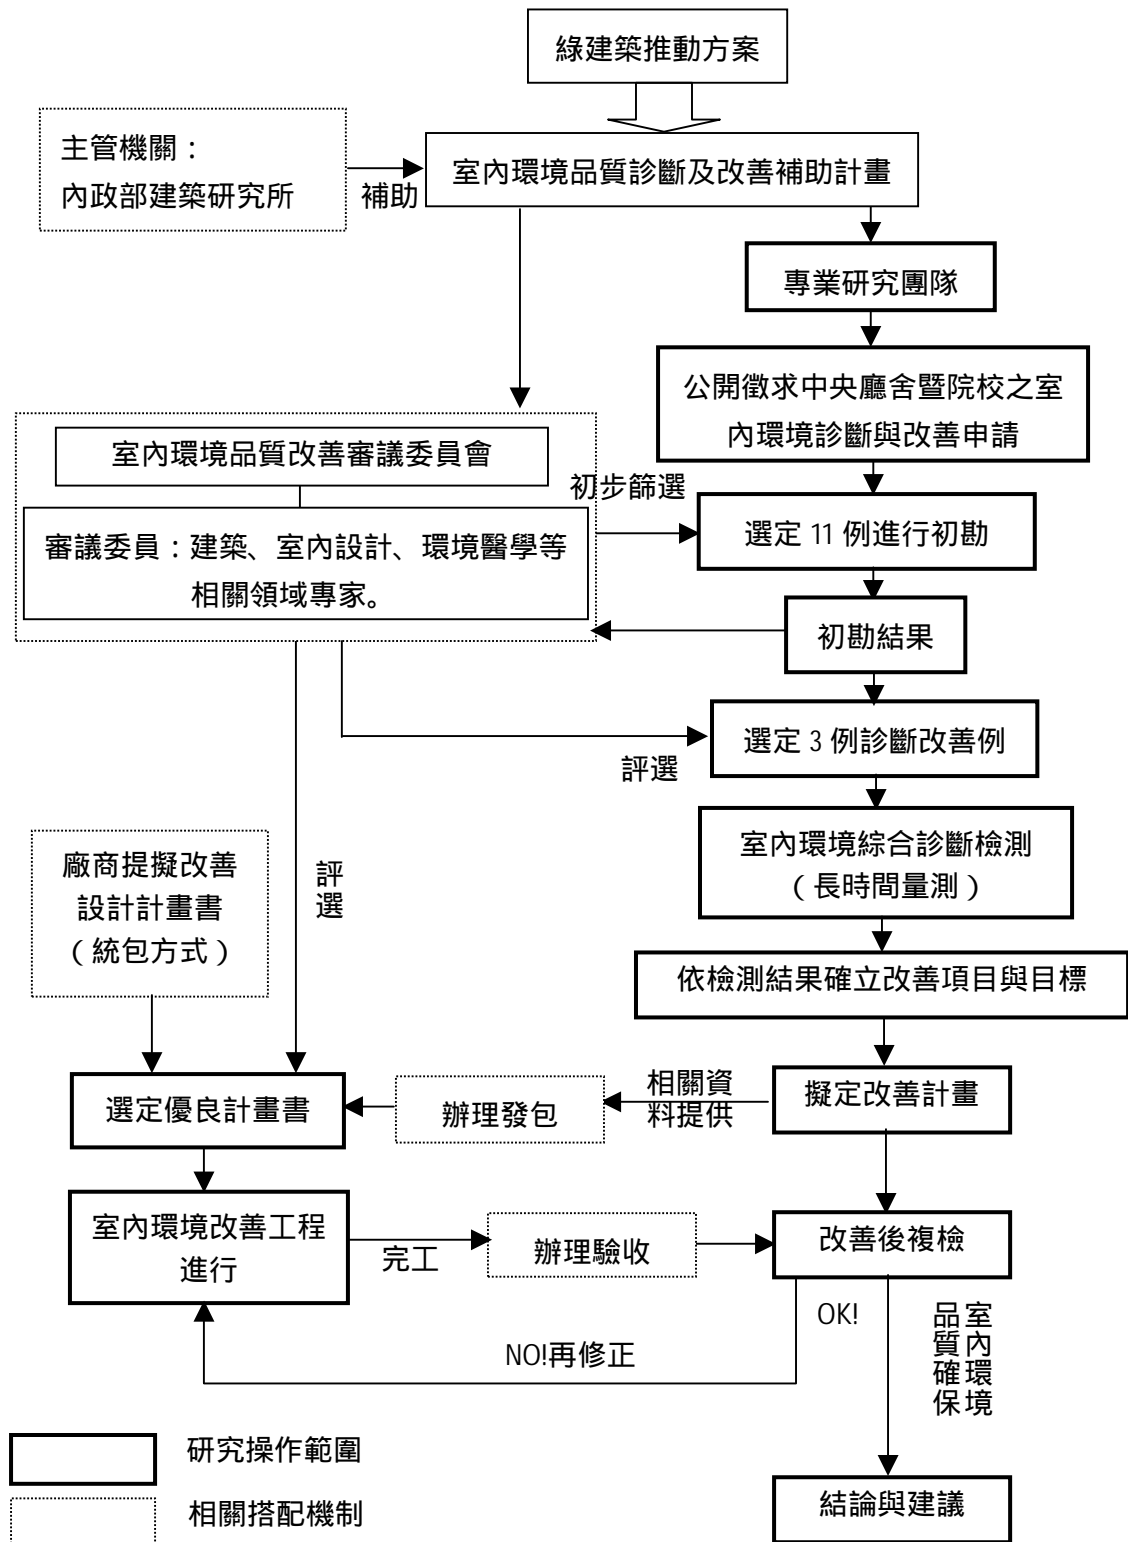 綠建築推動方案
主管機關：
內政部建築研究所
補助
室內環境品質診斷及改善補助計畫
專業研究團隊
公開徵求中央廳舍暨院校之室
內環境診斷與改善申請
室內環境品質改善審議委員會
初步篩選
審議委員：建築、室內設計、環境醫學等
相關領域專家。
選定 11 例進行初勘
初勘結果
選定 3 例診斷改善例
評選
室內環境綜合診斷檢測
（長時間量測）
廠商提擬改善
設計計畫書
（統包方式）
評選
依檢測結果確立改善項目與目標
擬定改善計畫
相關資
料提供
辦理發包
選定優良計畫書
室內環境改善工程
進行
完工
辦理驗收
改善後複檢
OK!
NO!再修正
室內環境
品質確保
研究操作範圍
相關搭配機制
結論與建議